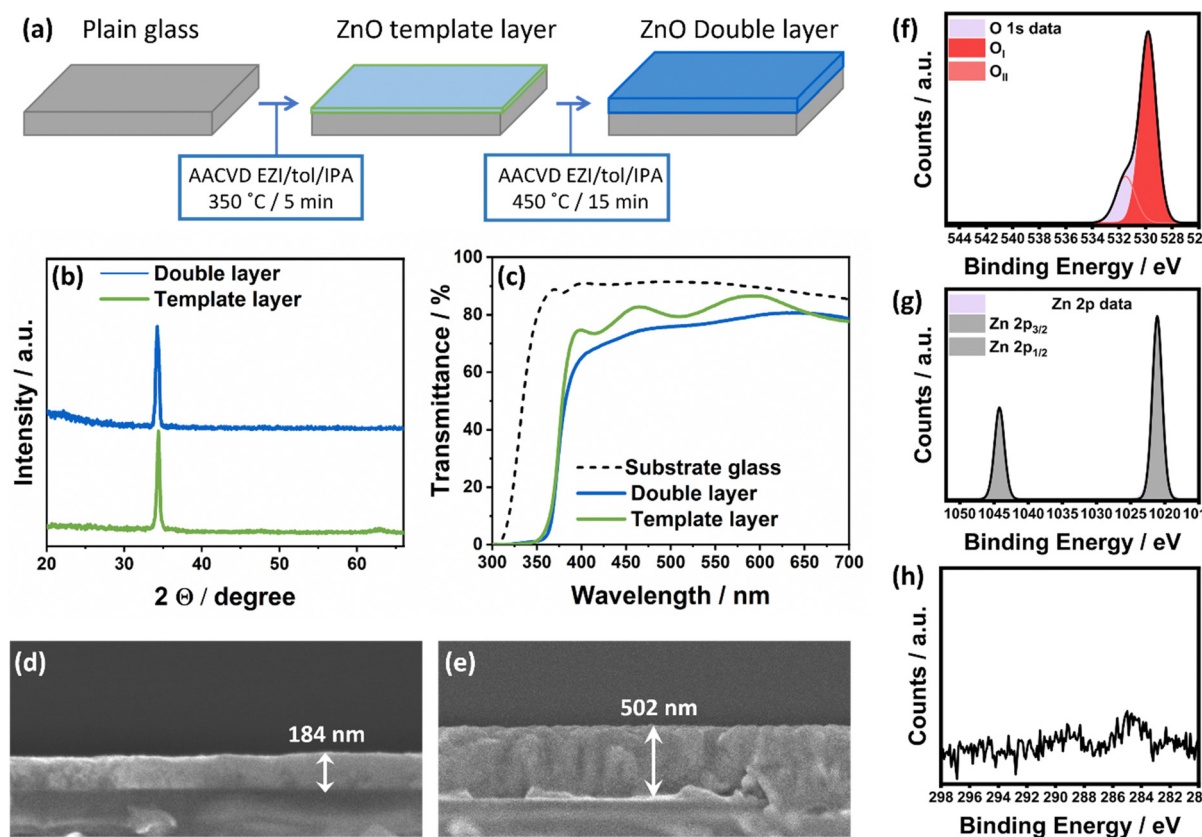 (a)
Plain glass
ZnO template layer
ZnO Double layer
AACVD EZI/tol/IPA
350 ˚C / 5 min
AACVD EZI/tol/IPA
450 ˚C / 15 min
(b)
Double layer
Template layer
Intensity / a.u.
20 30 40 50 60
2 Θ / degree
(c)
100
80
60
40
20
0
Transmittance / %
Substrate glass
Double layer
Template layer
300 350 400 450 500 550 600 650 700
Wavelength / nm
(d)
184 nm
(e)
502 nm
(f)
O 1s data
OI
OII
Counts / a.u.
544 542 540 538 536 534 532 530 528 52
Binding Energy / eV
(g)
Zn 2p data
Zn 2p3/2
Zn 2p1/2
Counts / a.u.
1050 1045 1040 1035 1030 1025 1020 101
Binding Energy / eV
(h)
Counts / a.u.
298 296 294 292 290 288 286 284 282 28
Binding Energy / eV